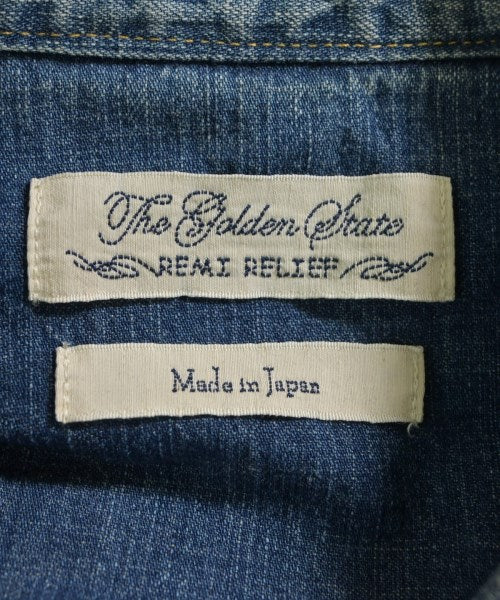 The Golden State
REMI RELIEF
Made in Japan